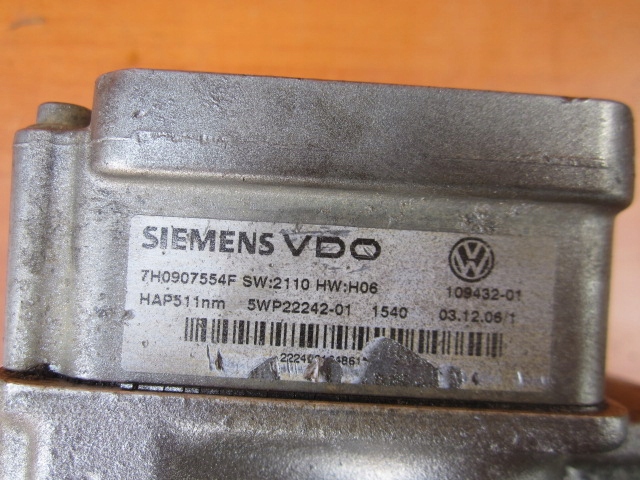 SIEMENS VDO
7H0907554F SW:2110 HW:H06 109432-01
HAP511nm 5WP22242-01 1540 03.12.06/1